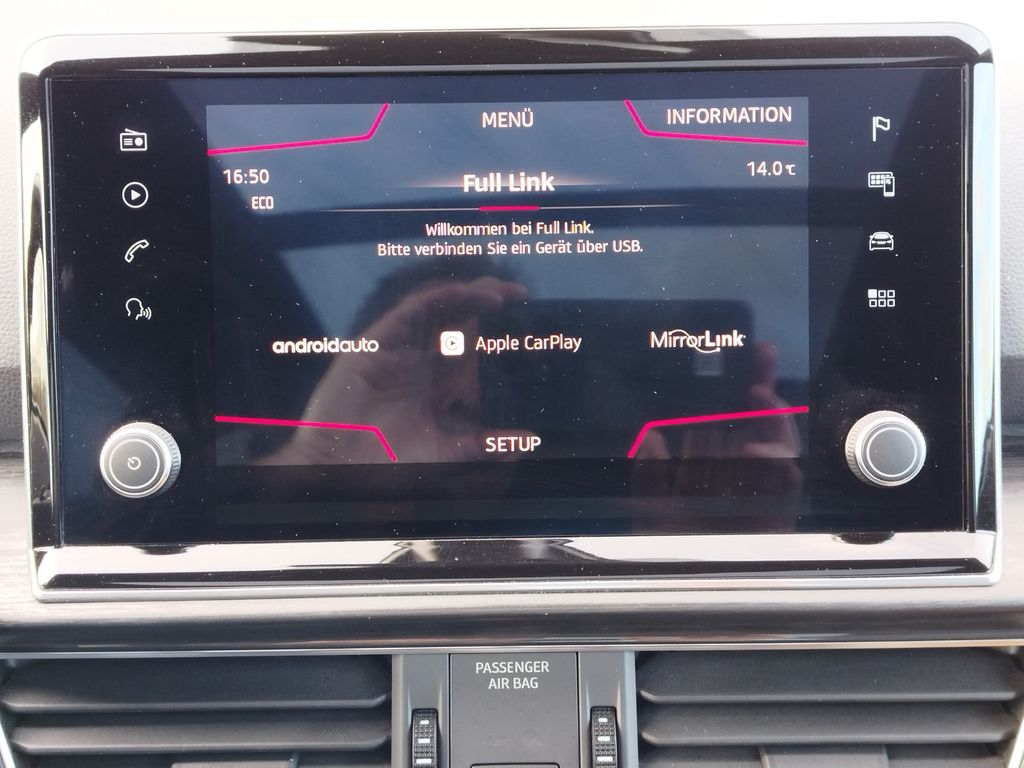 MENÜ
INFORMATION
16:50
14.0°C
ECO
Full Link
Willkommen bei Full Link.
Bitte verbinden Sie ein Gerät über USB.
androidauto
Apple CarPlay
MirrorLink
SETUP
PASSENGER
AIR BAG